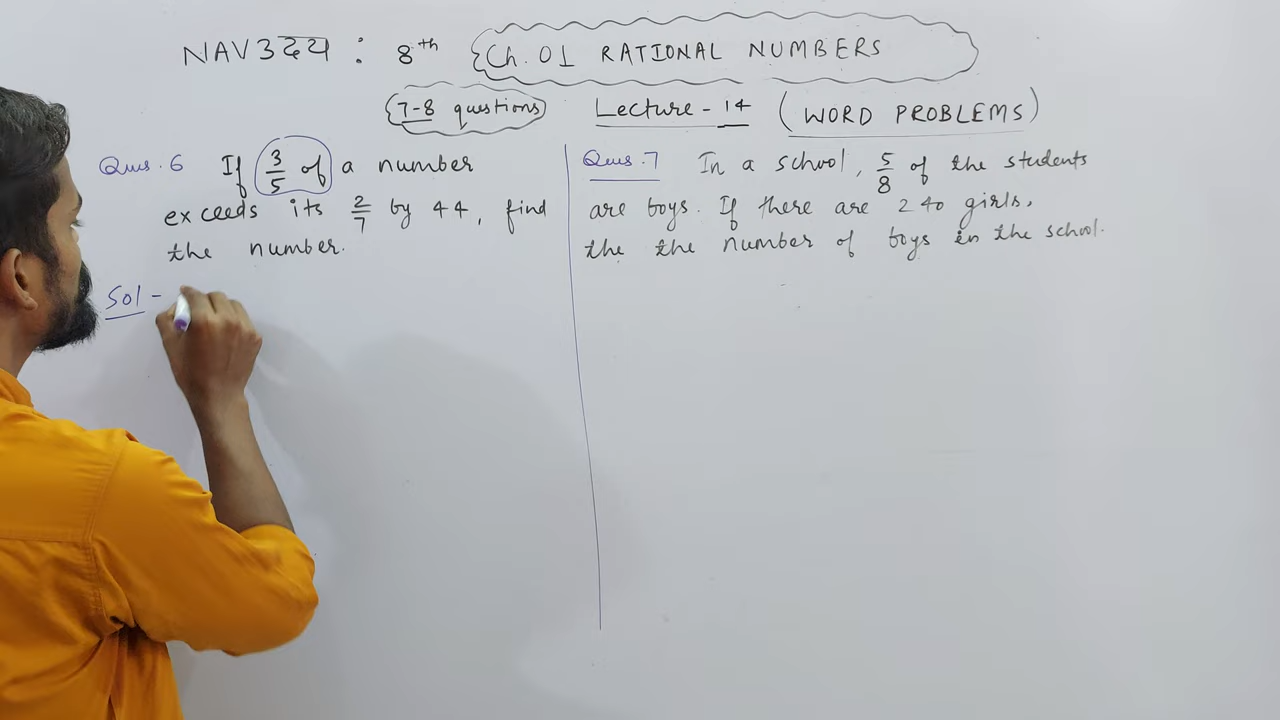 NAV3देश : 8th Ch. 01 RATIONAL NUMBERS
7-8 questions Lecture - 14 (WORD PROBLEMS)
Ques. 6 If 3/5 of a number
exceeds its 2/7 by 44, find
the number.
Sol -
Ques. 7 In a school, 5/8 of the students
are boys. If there are 240 girls,
the the number of boys in the school.